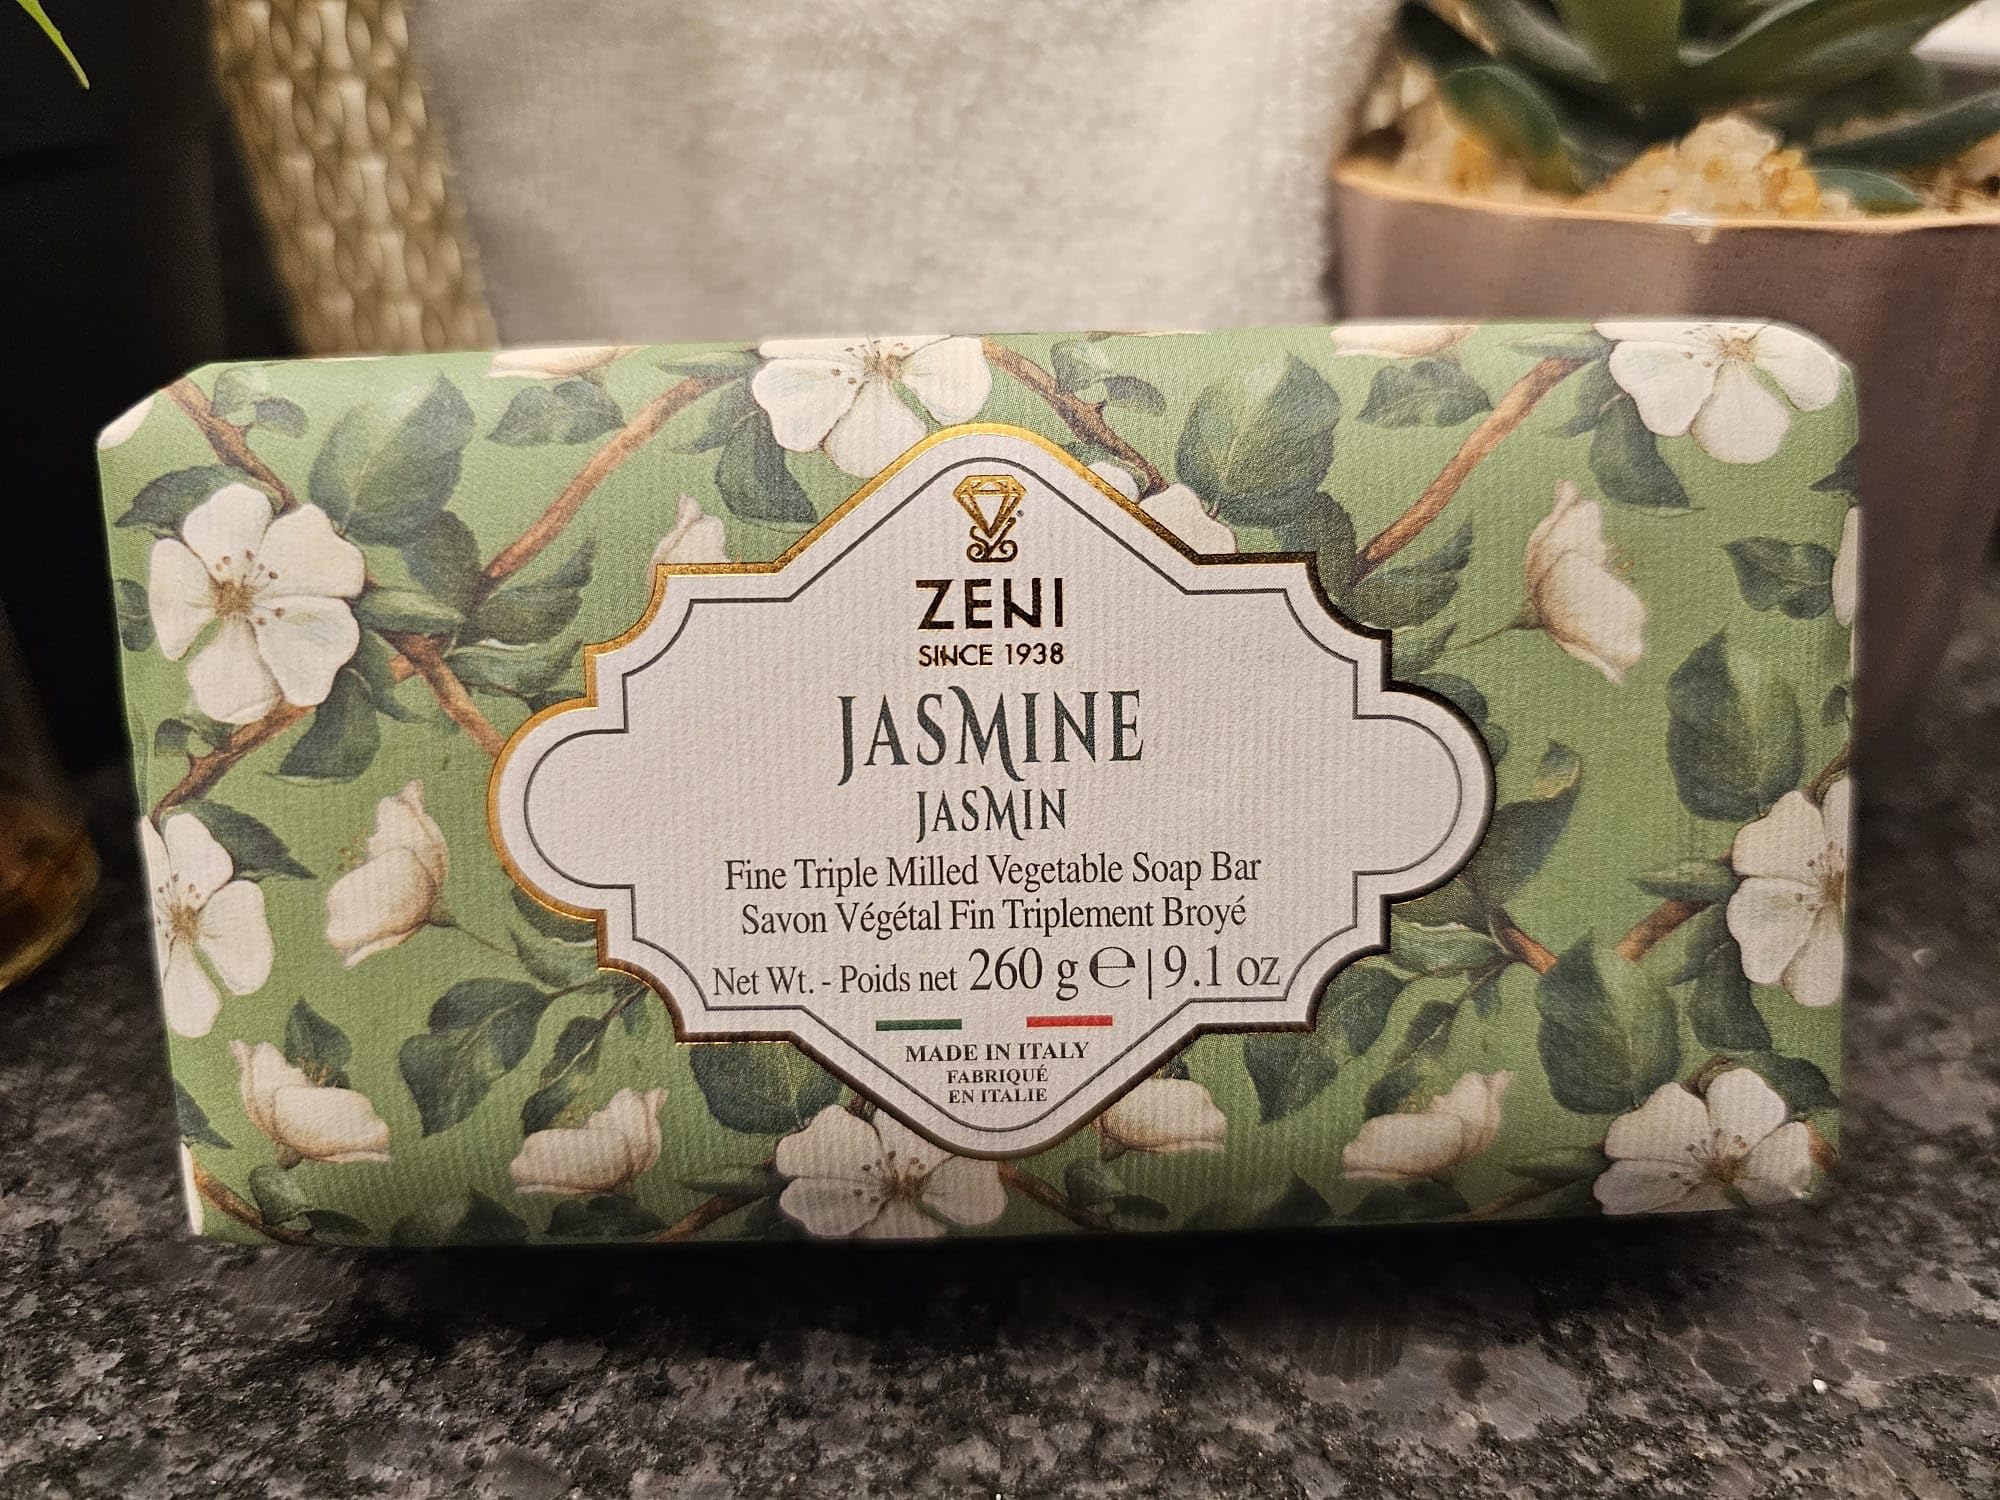 ZENI
SINCE 1938
JASMINE
JASMIN
Fine Triple Milled Vegetable Soap Bar
Savon Végétal Fin Triplement Broyé
Net Wt. - Poids net 260 g ℮ | 9.1 oz
MADE IN ITALY
FABRIQUÉ
EN ITALIE